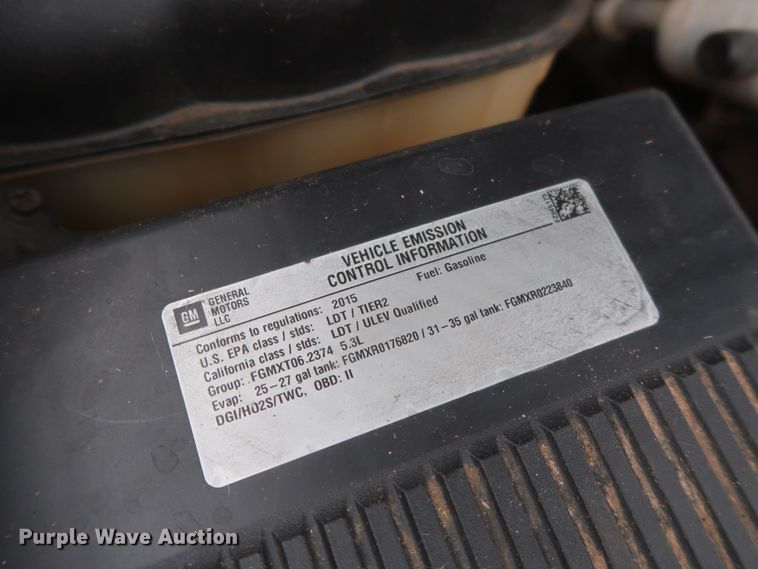 GM
GENERAL
MOTORS
LLC
VEHICLE EMISSION
CONTROL INFORMATION
Conforms to regulations: 2015 Fuel: Gasoline
U.S. EPA class / stds: LDT / TIER2
California class / stds: LDT / ULEV Qualified
Group: FGMXT06.2374 5.3L
Evap: 25-27 gal tank: FGMXR0176820 / 31-35 gal tank: FGMXR0223840
DGI/HO2S/TWC, OBD: II
Purple Wave Auction